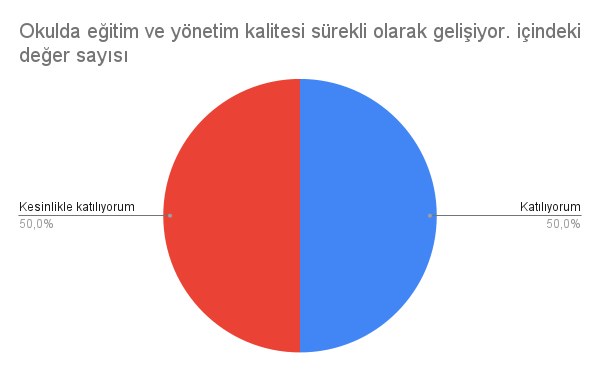 Okulda eğitim ve yönetim kalitesi sürekli olarak gelişiyor. içindeki
değer sayısı
Kesinlikle katılıyorum
50,0%
Katılıyorum
50,0%